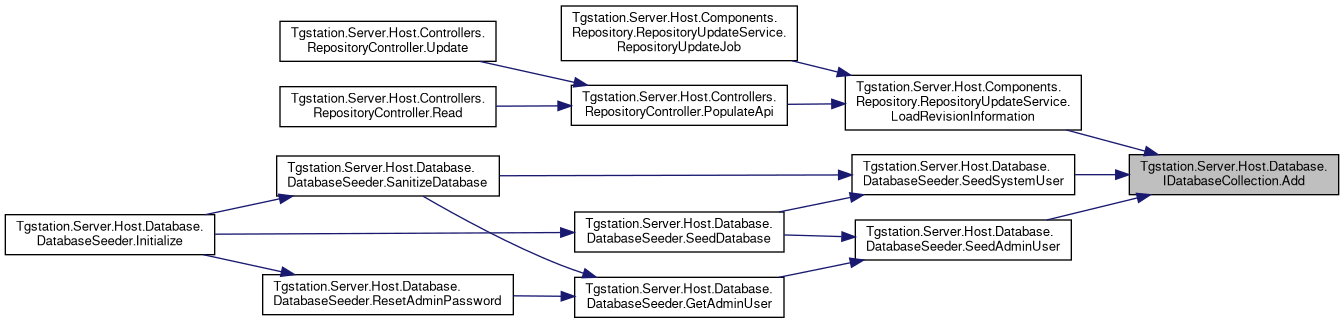 Tgstation.Server.Host.Controllers.
RepositoryController.Update
Tgstation.Server.Host.Components.
Repository.RepositoryUpdateService.
RepositoryUpdateJob
Tgstation.Server.Host.Controllers.
RepositoryController.Read
Tgstation.Server.Host.Controllers.
RepositoryController.PopulateApi
Tgstation.Server.Host.Components.
Repository.RepositoryUpdateService.
LoadRevisionInformation
Tgstation.Server.Host.Database.
DatabaseSeeder.SanitizeDatabase
Tgstation.Server.Host.Database.
DatabaseSeeder.SeedSystemUser
Tgstation.Server.Host.Database.
IDatabaseCollection.Add
Tgstation.Server.Host.Database.
DatabaseSeeder.Initialize
Tgstation.Server.Host.Database.
DatabaseSeeder.SeedDatabase
Tgstation.Server.Host.Database.
DatabaseSeeder.SeedAdminUser
Tgstation.Server.Host.Database.
DatabaseSeeder.ResetAdminPassword
Tgstation.Server.Host.Database.
DatabaseSeeder.GetAdminUser